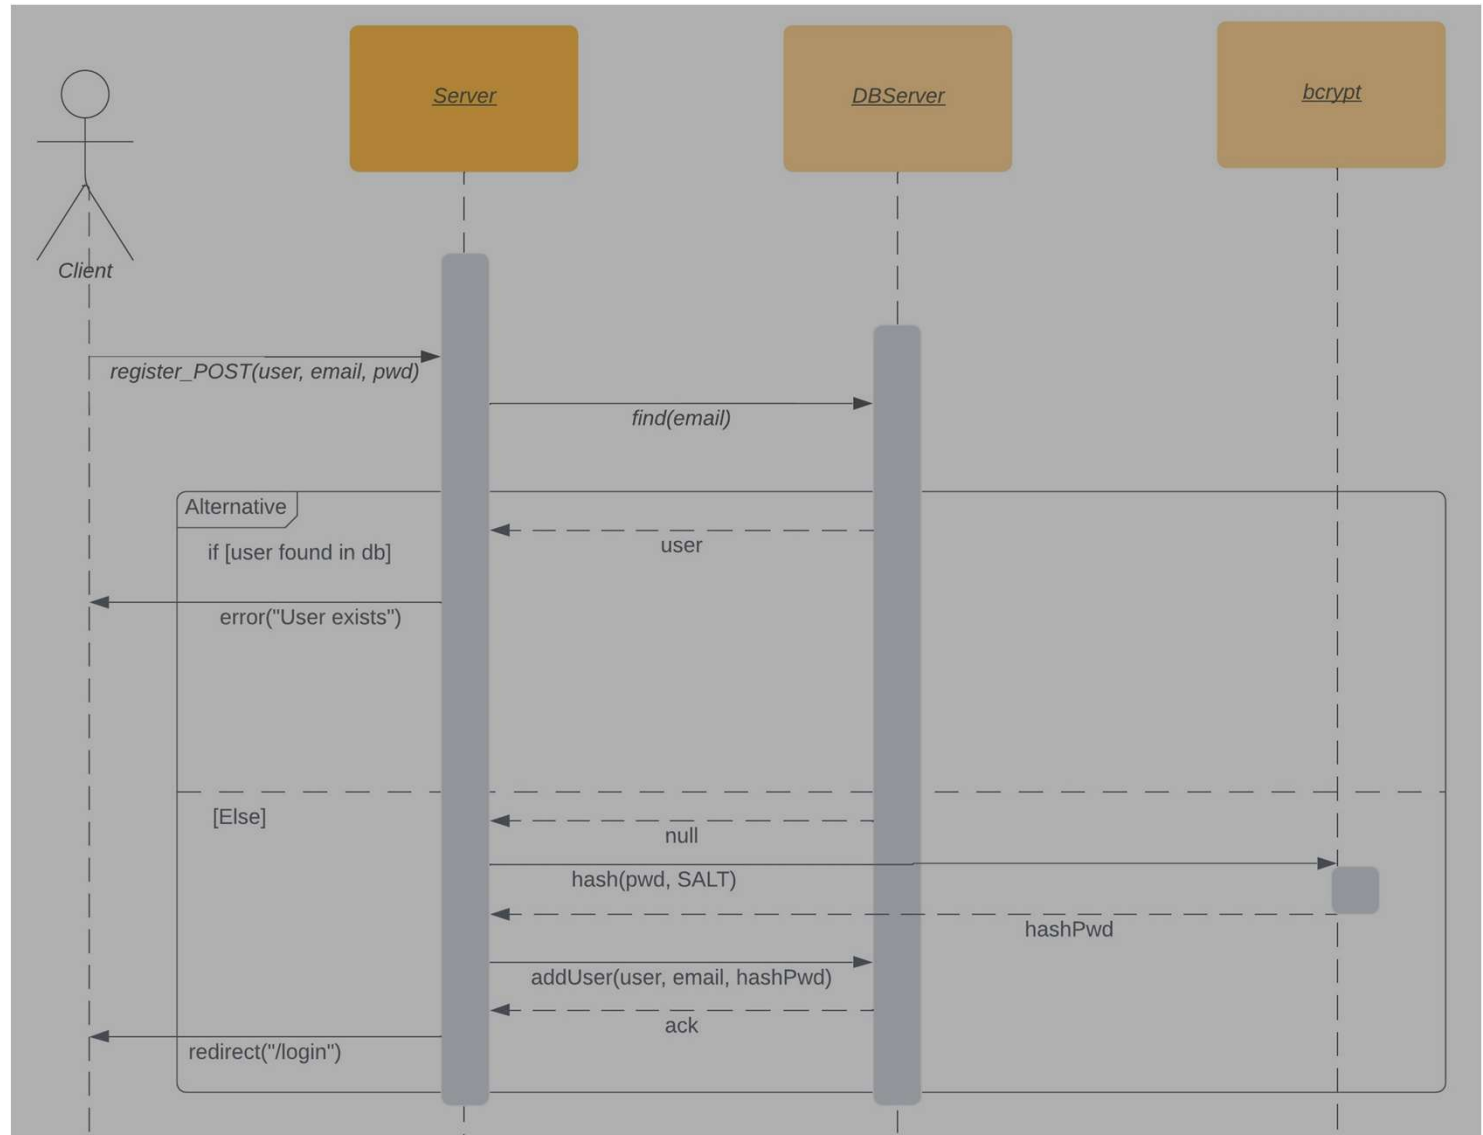 Server
DBServer
bcrypt
Client
register_POST(user, email, pwd)
find(email)
Alternative
user
if [user found in db]
error("User exists")
[Else]
null
hash(pwd, SALT)
hashPwd
addUser(user, email, hashPwd)
ack
redirect("/login")